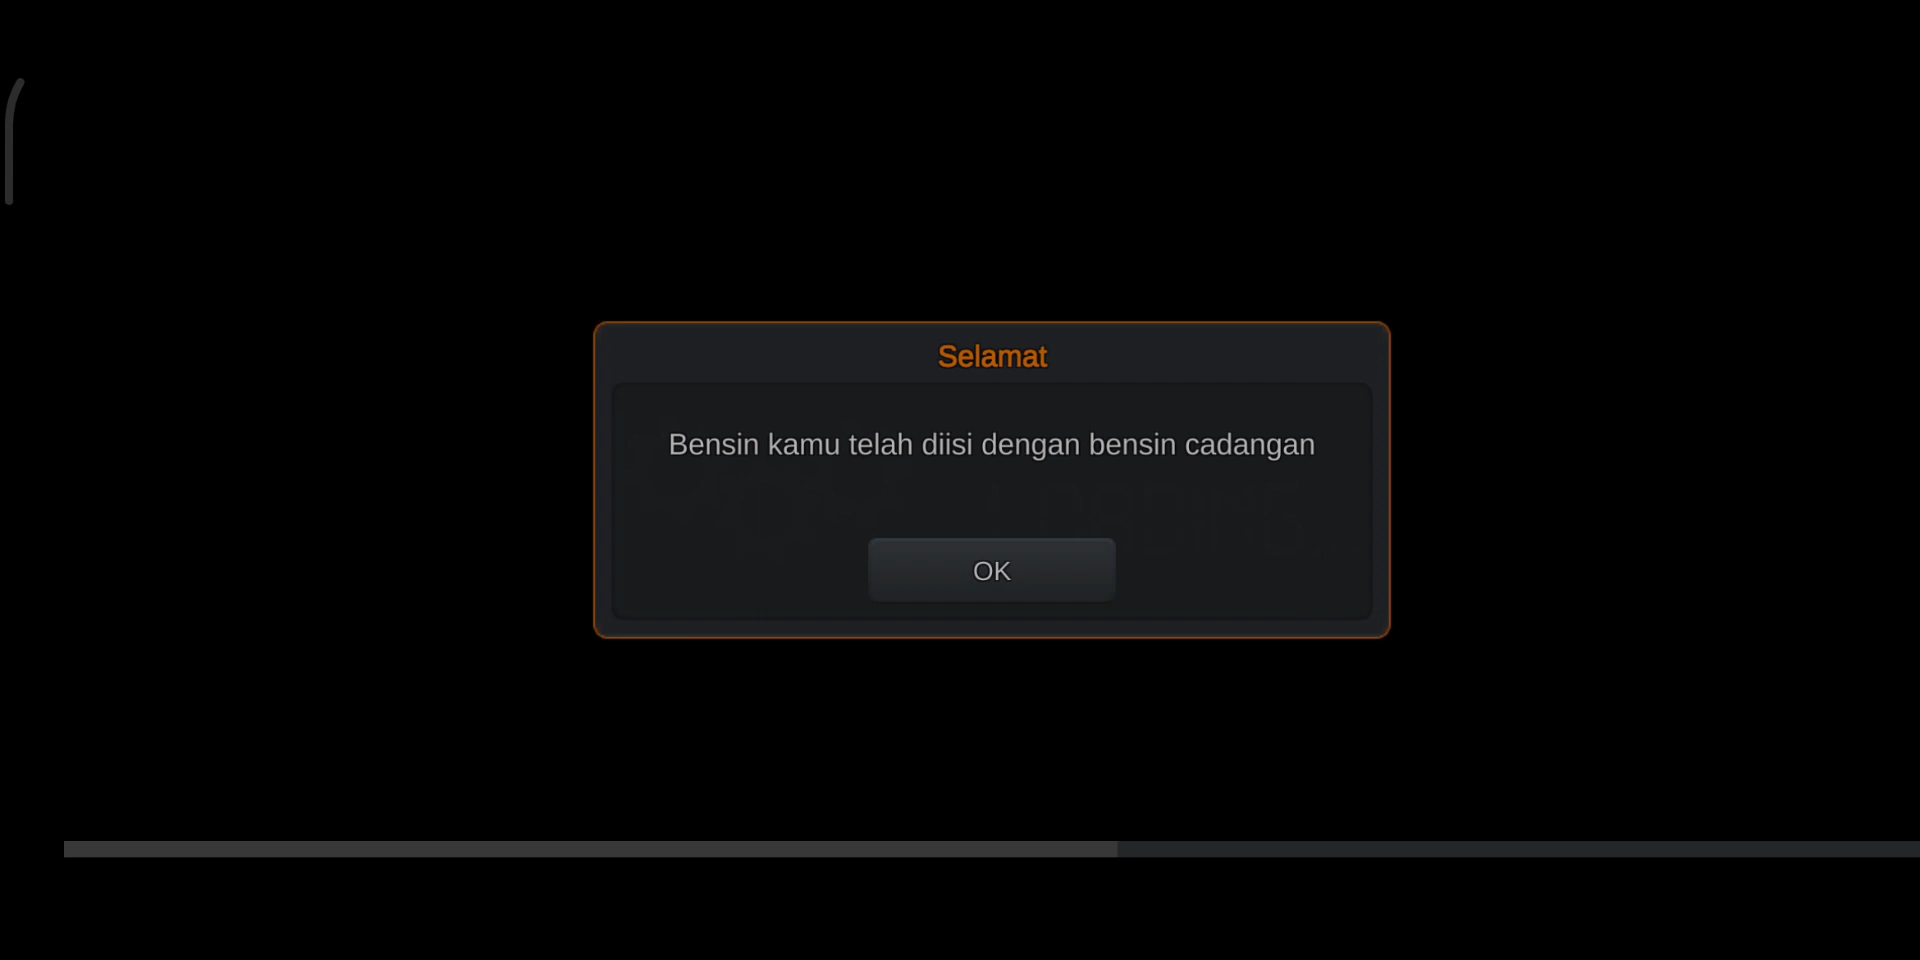 Selamat
Bensin kamu telah diisi dengan bensin cadangan
OK